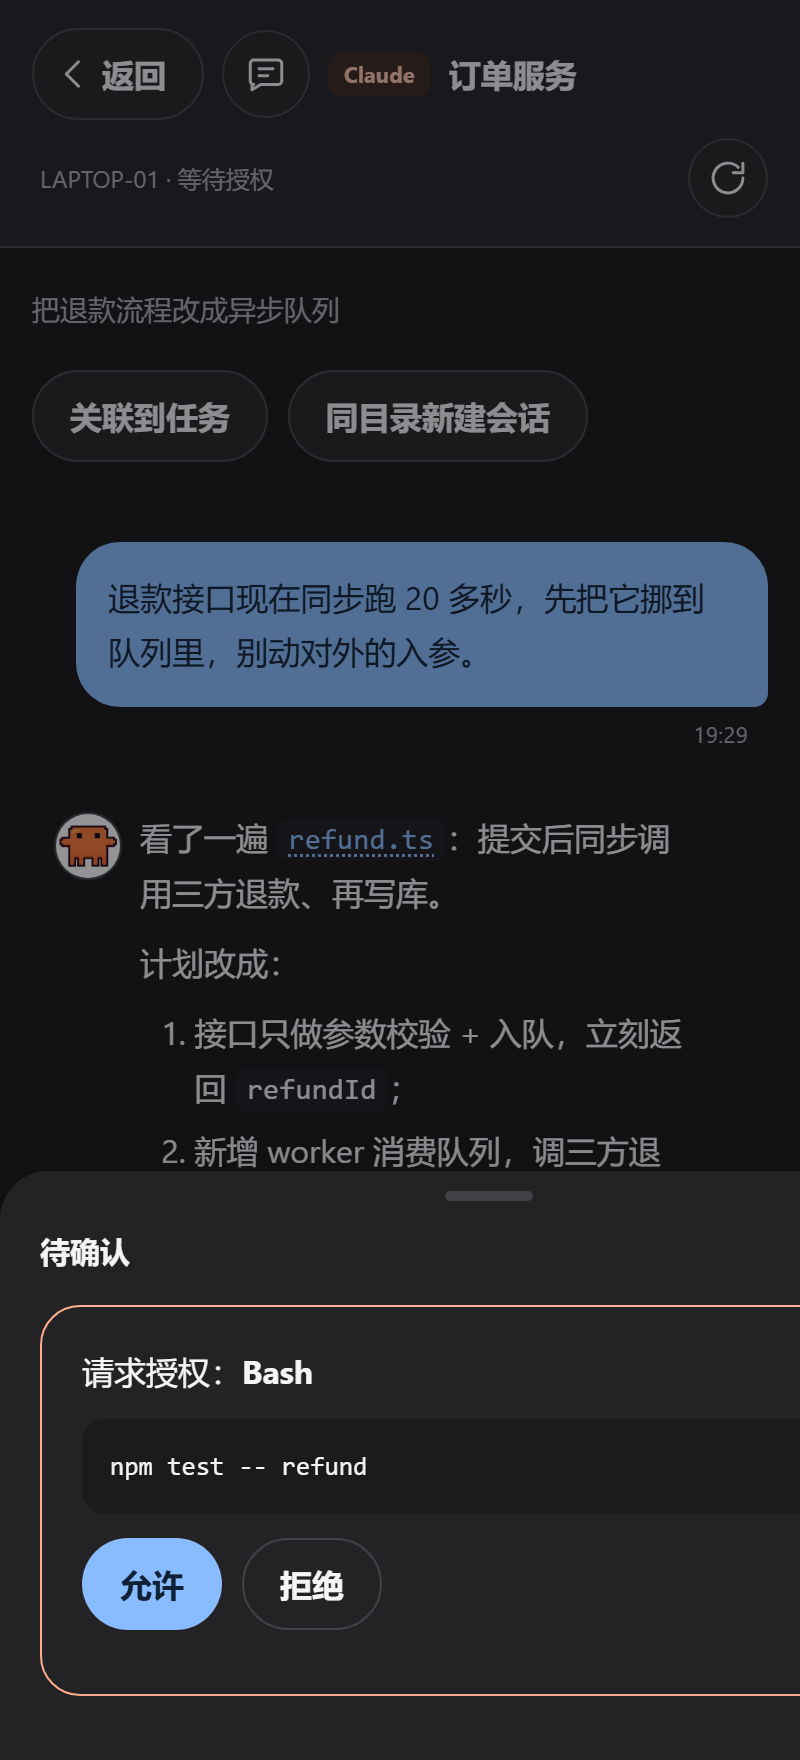 返回
Claude
订单服务
LAPTOP-01 · 等待授权
把退款流程改成异步队列
关联到任务
同目录新建会话
退款接口现在同步跑 20 多秒，先把它挪到
队列里，别动对外的入参。
19:29
看了一遍 refund.ts：提交后同步调
用三方退款、再写库。
计划改成：
1. 接口只做参数校验 + 入队，立刻返
回 refundId；
2. 新增 worker 消费队列，调三方退
待确认
请求授权：Bash
npm test -- refund
允许
拒绝